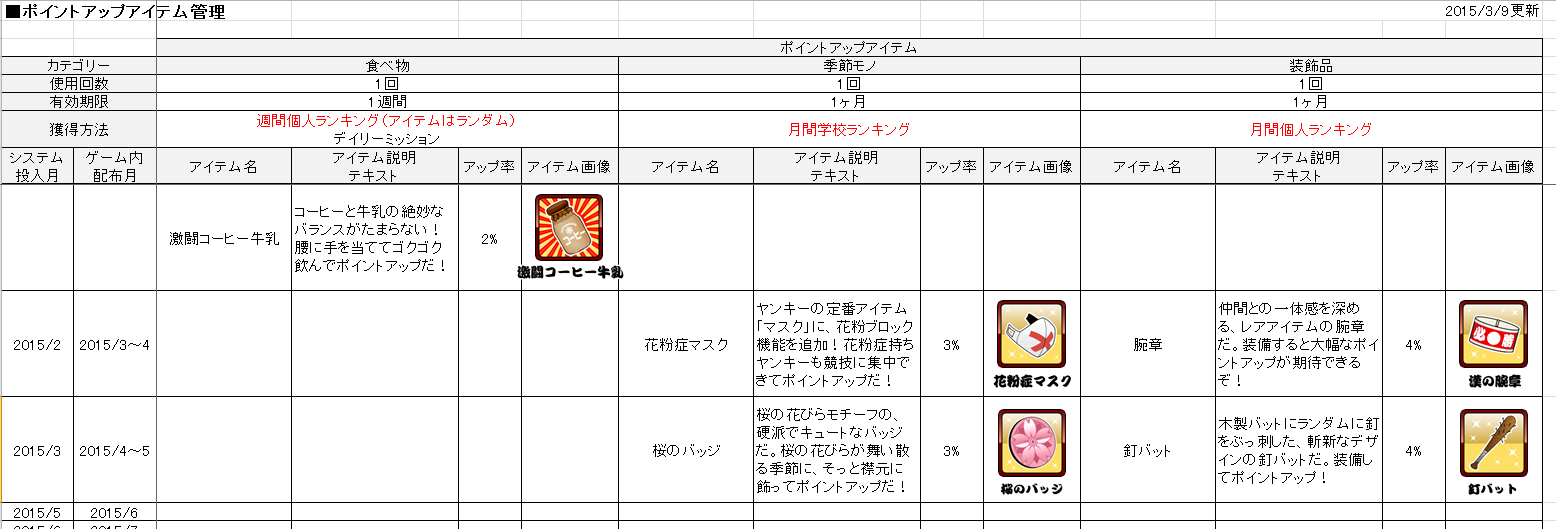 ■ポイントアップアイテム管理
2015/3/9更新
ポイントアップアイテム
カテゴリー
食べ物
季節モノ
装飾品
使用回数
1回
1回
1回
有効期限
1週間
1ヶ月
1ヶ月
獲得方法
週間個人ランキング(アイテムはランダム)
デイリーミッション
月間学校ランキング
月間個人ランキング
システム
投入月
ゲーム内
配布月
アイテム名
アイテム説明
テキスト
アップ率
アイテム画像
アイテム名
アイテム説明
テキスト
アップ率
アイテム画像
アイテム名
アイテム説明
テキスト
アップ率
アイテム画像
激闘コーヒー牛乳
コーヒーと牛乳の絶妙な
バランスがたまらない!
腰に手を当ててゴクゴク
飲んでポイントアップだ!
2%
コーヒー
激闘コーヒー牛乳
2015/2
2015/3～4
花粉症マスク
ヤンキーの定番アイテム
「マスク」に、花粉ブロック
機能を追加!花粉症持ち
ヤンキーも競技に集中で
きてポイントアップだ!
3%
花粉症マスク
腕章
仲間との一体感を深め
る、レアアイテムの腕章
だ。装備すると大幅なポイ
ントアップが期待できる
ぞ!
4%
必勝
漢の腕章
2015/3
2015/4～5
桜のバッジ
桜の花びらモチーフの、
硬派でキュートなバッジ
だ。桜の花びらが舞い散
る季節に、そっと襟元に
飾ってポイントアップだ!
3%
桜のバッジ
釘バット
木製バットにランダムに釘
をぶっ刺した、斬新なデザ
インの釘バットだ。装備し
てポイントアップ!
4%
釘バット
2015/5
2015/6
2015/6
2015/7